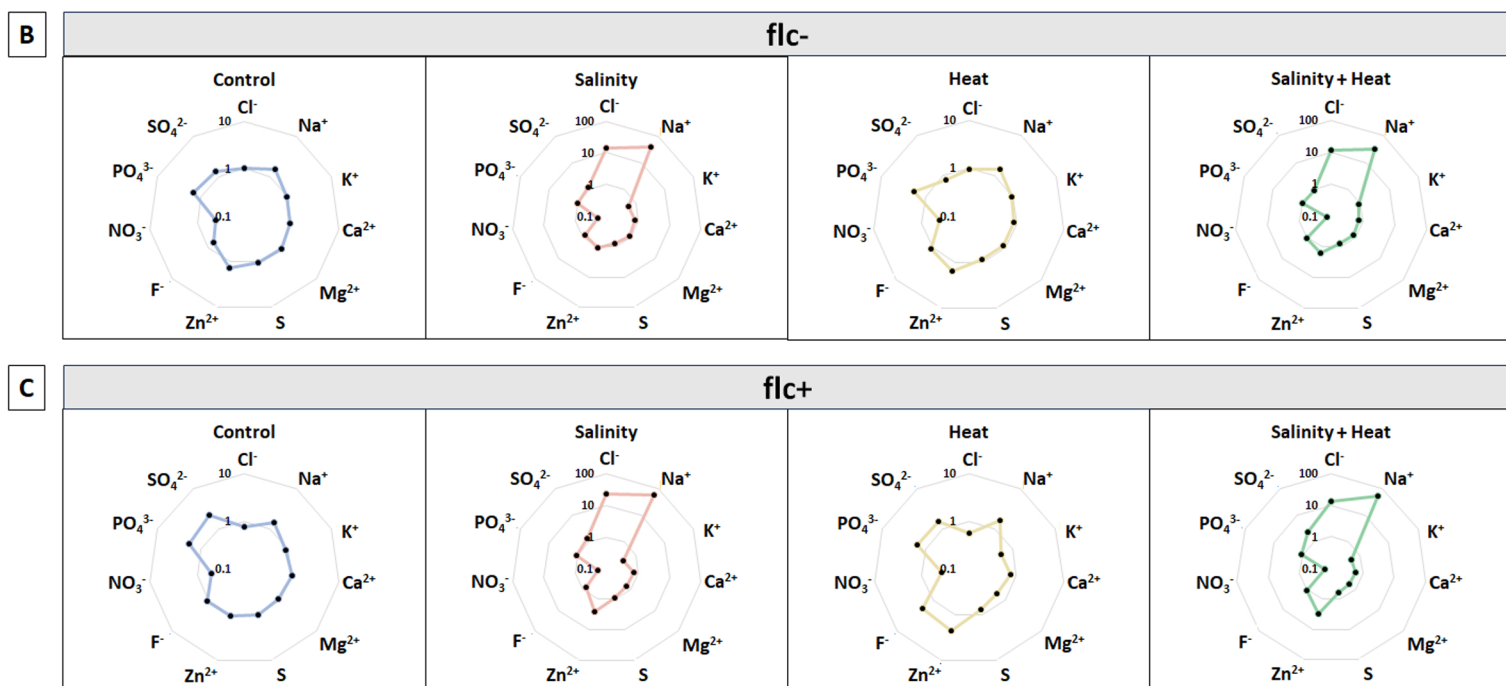 B
flc-
Control
Cl⁻
10
SO₄²⁻
Na⁺
PO₄³⁻
1
K⁺
0.1
NO₃⁻
Ca²⁺
F⁻
Mg²⁺
Zn²⁺
S
Salinity
Cl⁻
100
SO₄²⁻
Na⁺
10
PO₄³⁻
K⁺
1
0.1
NO₃⁻
Ca²⁺
F⁻
Mg²⁺
Zn²⁺
S
Heat
Cl⁻
10
SO₄²⁻
Na⁺
PO₄³⁻
1
K⁺
0.1
NO₃⁻
Ca²⁺
F⁻
Mg²⁺
Zn²⁺
S
Salinity + Heat
Cl⁻
100
SO₄²⁻
Na⁺
10
PO₄³⁻
K⁺
1
0.1
NO₃⁻
Ca²⁺
F⁻
Mg²⁺
Zn²⁺
S
C
flc+
Control
Cl⁻
10
SO₄²⁻
Na⁺
PO₄³⁻
1
K⁺
0.1
NO₃⁻
Ca²⁺
F⁻
Mg²⁺
Zn²⁺
S
Salinity
Cl⁻
100
SO₄²⁻
Na⁺
10
PO₄³⁻
K⁺
1
0.1
NO₃⁻
Ca²⁺
F⁻
Mg²⁺
Zn²⁺
S
Heat
Cl⁻
10
SO₄²⁻
Na⁺
PO₄³⁻
1
K⁺
0.1
NO₃⁻
Ca²⁺
F⁻
Mg²⁺
Zn²⁺
S
Salinity + Heat
Cl⁻
100
SO₄²⁻
Na⁺
10
PO₄³⁻
K⁺
1
0.1
NO₃⁻
Ca²⁺
F⁻
Mg²⁺
Zn²⁺
S